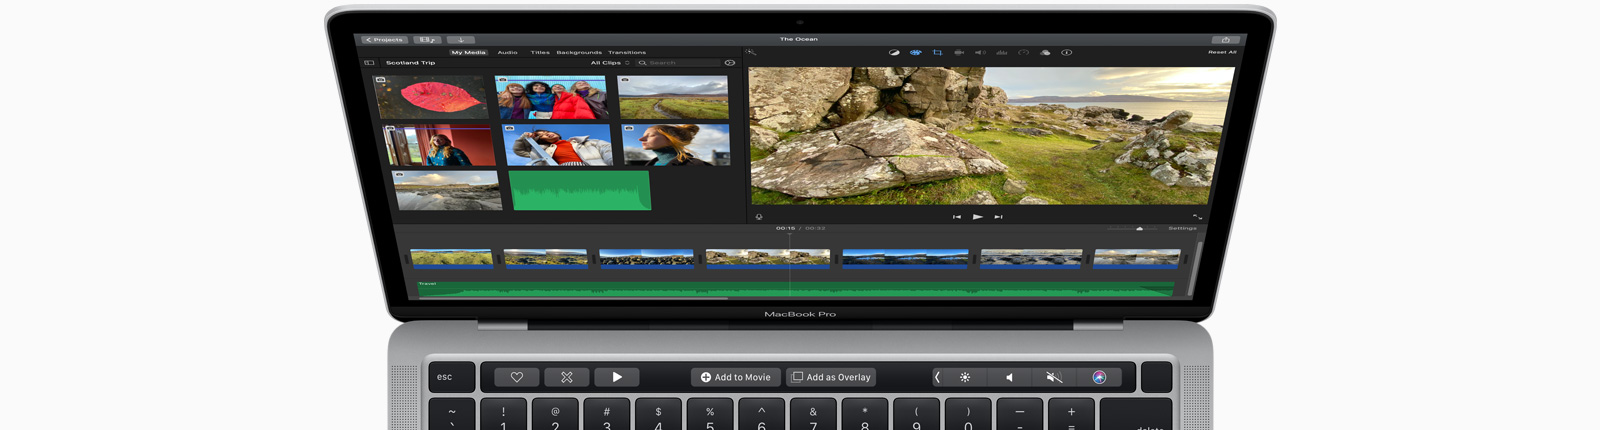 Projects
The Ocean
My Media Audio Titles Backgrounds Transitions
Reset All
Scotland Trip
All Clips
Search
00:15 / 00:32
Settings
Travel
MacBook Pro
esc
Add to Movie
Add as Overlay
~ ! @ # $ % ^ & * ( ) — +
` 1 2 3 4 5 6 7 8 9 0 - =
delete